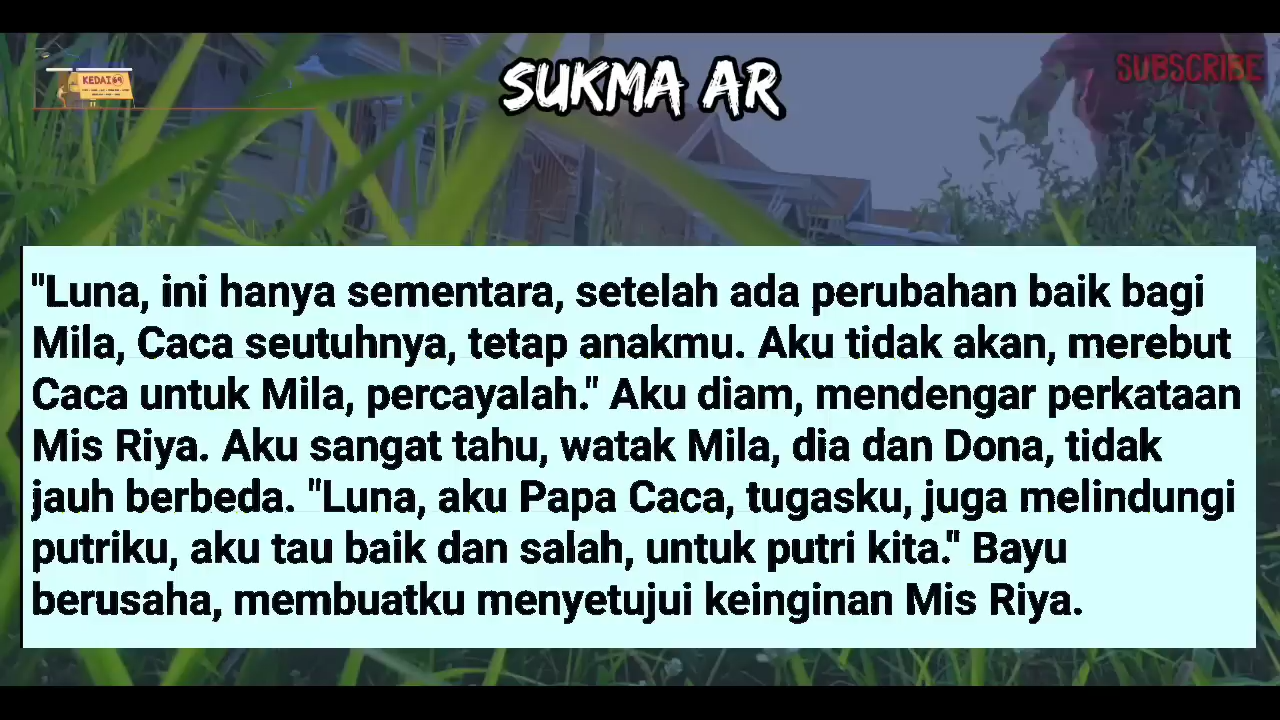 KEDAI
SUKMA AR
SUBSCRIBE
"Luna, ini hanya sementara, setelah ada perubahan baik bagi
Mila, Caca seutuhnya, tetap anakmu. Aku tidak akan, merebut
Caca untuk Mila, percayalah." Aku diam, mendengar perkataan
Mis Riya. Aku sangat tahu, watak Mila, dia dan Dona, tidak
jauh berbeda. "Luna, aku Papa Caca, tugasku, juga melindungi
putriku, aku tau baik dan salah, untuk putri kita." Bayu
berusaha, membuatku menyetujui keinginan Mis Riya.